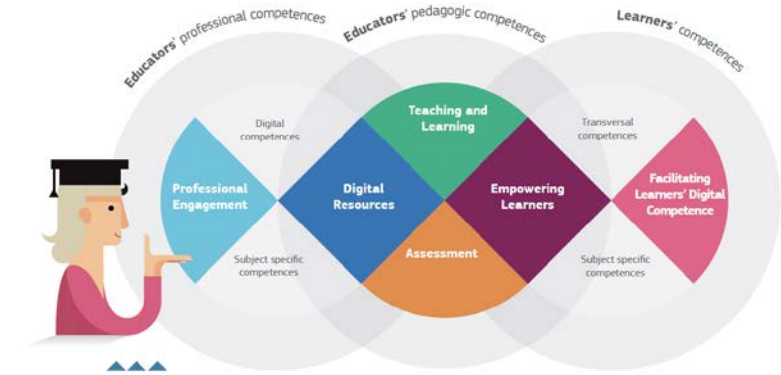 Educators' professional competences
Educators' pedagogic competences
Learners' competences
Digital
competences
Teaching and
Learning
Transversal
competences
Professional
Engagement
Digital
Resources
Empowering
Learners
Facilitating
Learners' Digital
Competence
Subject specific
competences
Assessment
Subject specific
competences